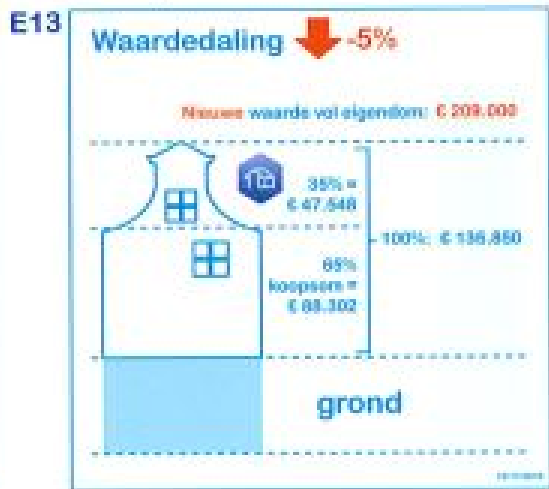 E13
Waardedaling -5%
Nieuwe waarde vol eigendom: € 209.000
35% =
€ 47.548
100%: € 135.850
65%
koopsom =
€ 88.302
grond